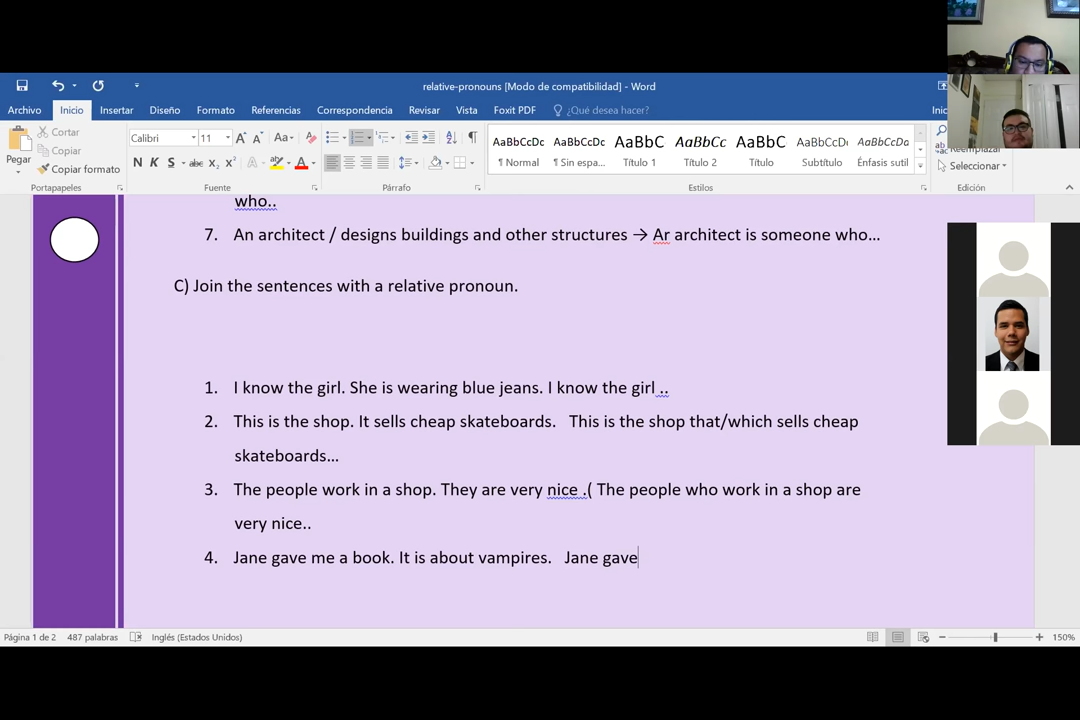 relative-pronouns [Modo de compatibilidad] - Word
Archivo Inicio Insertar Diseño Formato Referencias Correspondencia Revisar Vista Foxit PDF ¿Qué desea hacer? Inic
Pegar
Cortar
Copiar
Copiar formato
Portapapeles
Calibri 11
N K S abc x₂ x²
Fuente
Párrafo
AaBbCcDc AaBbCcDc AaBbC AaBbCc AaBbC AaBbCcD AaBbCcDa
¶ Normal ¶ Sin espa... Título 1 Título 2 Título Subtítulo Énfasis sutil
Estilos
Seleccionar
Edición
who..
7. An architect / designs buildings and other structures → Ar architect is someone who...
C) Join the sentences with a relative pronoun.
1. I know the girl. She is wearing blue jeans. I know the girl ..
2. This is the shop. It sells cheap skateboards. This is the shop that/which sells cheap
skateboards...
3. The people work in a shop. They are very nice .( The people who work in a shop are
very nice..
4. Jane gave me a book. It is about vampires. Jane gave
Página 1 de 2 487 palabras Inglés (Estados Unidos) 150%